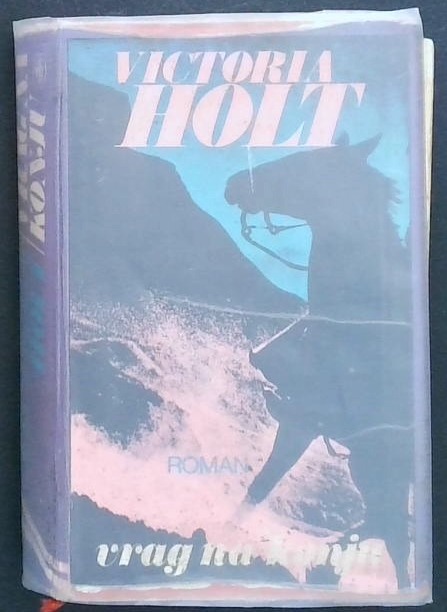 VICTORIA
HOLT
ROMAN
vrag na konju